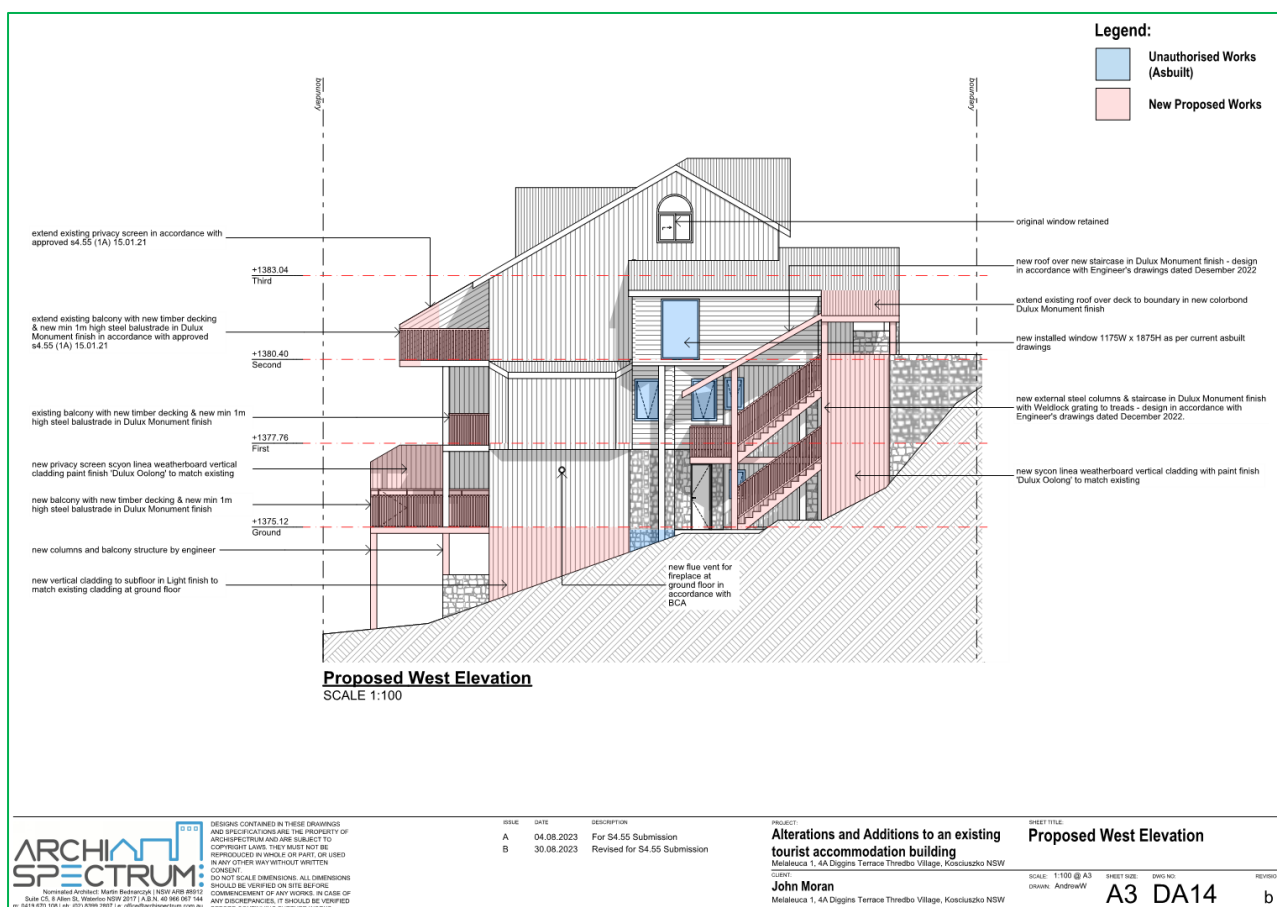 Legend:
Unauthorised Works
(Asbuilt)
New Proposed Works
boundary
boundary
extend existing privacy screen in accordance with
approved s4.55 (1A) 15.01.21
+1383.04
Third
extend existing balcony with new timber decking
& new min 1m high steel balustrade in Dulux
Monument finish in accordance with approved
s4.55 (1A) 15.01.21
+1380.40
Second
existing balcony with new timber decking & new min 1m
high steel balustrade in Dulux Monument finish
+1377.76
First
new privacy screen scyon linea weatherboard vertical
cladding paint finish 'Dulux Oolong' to match existing
new balcony with new timber decking & new min 1m
high steel balustrade in Dulux Monument finish
+1375.12
Ground
new columns and balcony structure by engineer
new vertical cladding to subfloor in Light finish to
match existing cladding at ground floor
original window retained
new roof over new staircase in Dulux Monument finish - design
in accordance with Engineer's drawings dated Desember 2022
extend existing roof over deck to boundary in new colorbond
Dulux Monument finish
new installed window 1175W x 1875H as per current asbuilt
drawings
new external steel columns & staircase in Dulux Monument finish
with Weldlock grating to treads - design in accordance with
Engineer's drawings dated December 2022.
new sycon linea weatherboard vertical cladding with paint finish
'Dulux Oolong' to match existing
new flue vent for
fireplace at
ground floor in
accordance with
BCA
Proposed West Elevation
SCALE 1:100
ARCHI
SPECTRUM
Nominated Architect: Martin Bednarczyk | NSW ARB #8912
Suite C5, 8 Allen St, Waterloo NSW 2017 | A.B.N. 40 966 067 144
DESIGNS CONTAINED IN THESE DRAWINGS
AND SPECIFICATIONS ARE THE PROPERTY OF
ARCHISPECTRUM AND ARE SUBJECT TO
COPYRIGHT LAWS. THEY MUST NOT BE
REPRODUCED IN WHOLE OR PART, OR USED
IN ANY OTHER WAY WITHOUT WRITTEN
CONSENT.
DO NOT SCALE DIMENSIONS. ALL DIMENSIONS
SHOULD BE VERIFIED ON SITE BEFORE
COMMENCEMENT OF ANY WORKS. IN CASE OF
ANY DISCREPANCIES, IT SHOULD BE VERIFIED
ISSUE DATE DESCRIPTION
A 04.08.2023 For S4.55 Submission
B 30.08.2023 Revised for S4.55 Submission
PROJECT:
Alterations and Additions to an existing
tourist accommodation building
Melaleuca 1, 4A Diggins Terrace Thredbo Village, Kosciuszko NSW
CLIENT:
John Moran
Melaleuca 1, 4A Diggins Terrace Thredbo Village, Kosciuszko NSW
SHEET TITLE:
Proposed West Elevation
SCALE: 1:100 @ A3
DRAWN: AndrewW
SHEET SIZE:
A3
DWG NO:
DA14
REVISIO
b